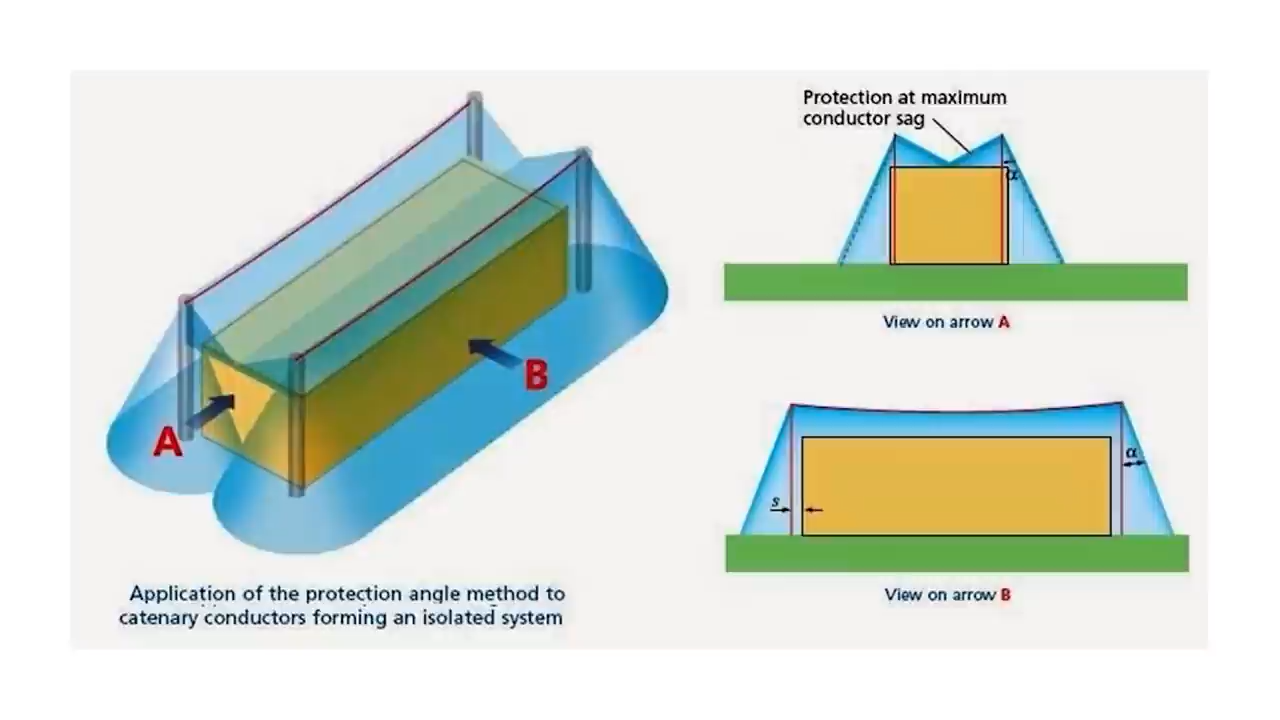 Protection at maximum
conductor sag
α
View on arrow A
A
B
α
s
View on arrow B
Application of the protection angle method to
catenary conductors forming an isolated system